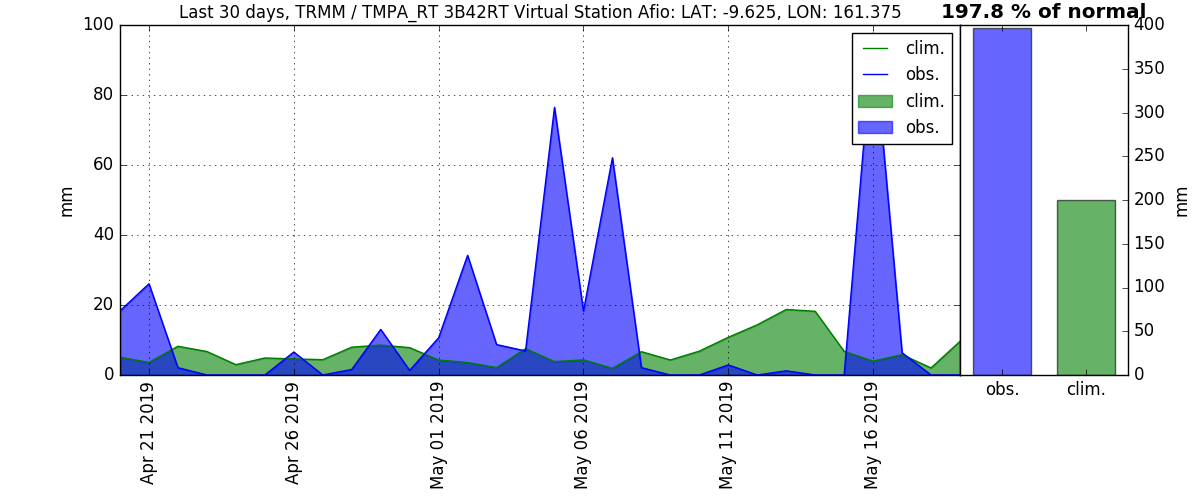 Last 30 days, TRMM / TMPA_RT 3B42RT Virtual Station Afio: LAT: -9.625, LON: 161.375
197.8 % of normal
100
80
60
40
20
0
mm
clim.
obs.
clim.
obs.
Apr 21 2019
Apr 26 2019
May 01 2019
May 06 2019
May 11 2019
May 16 2019
400
350
300
250
200
150
100
50
0
mm
obs.
clim.